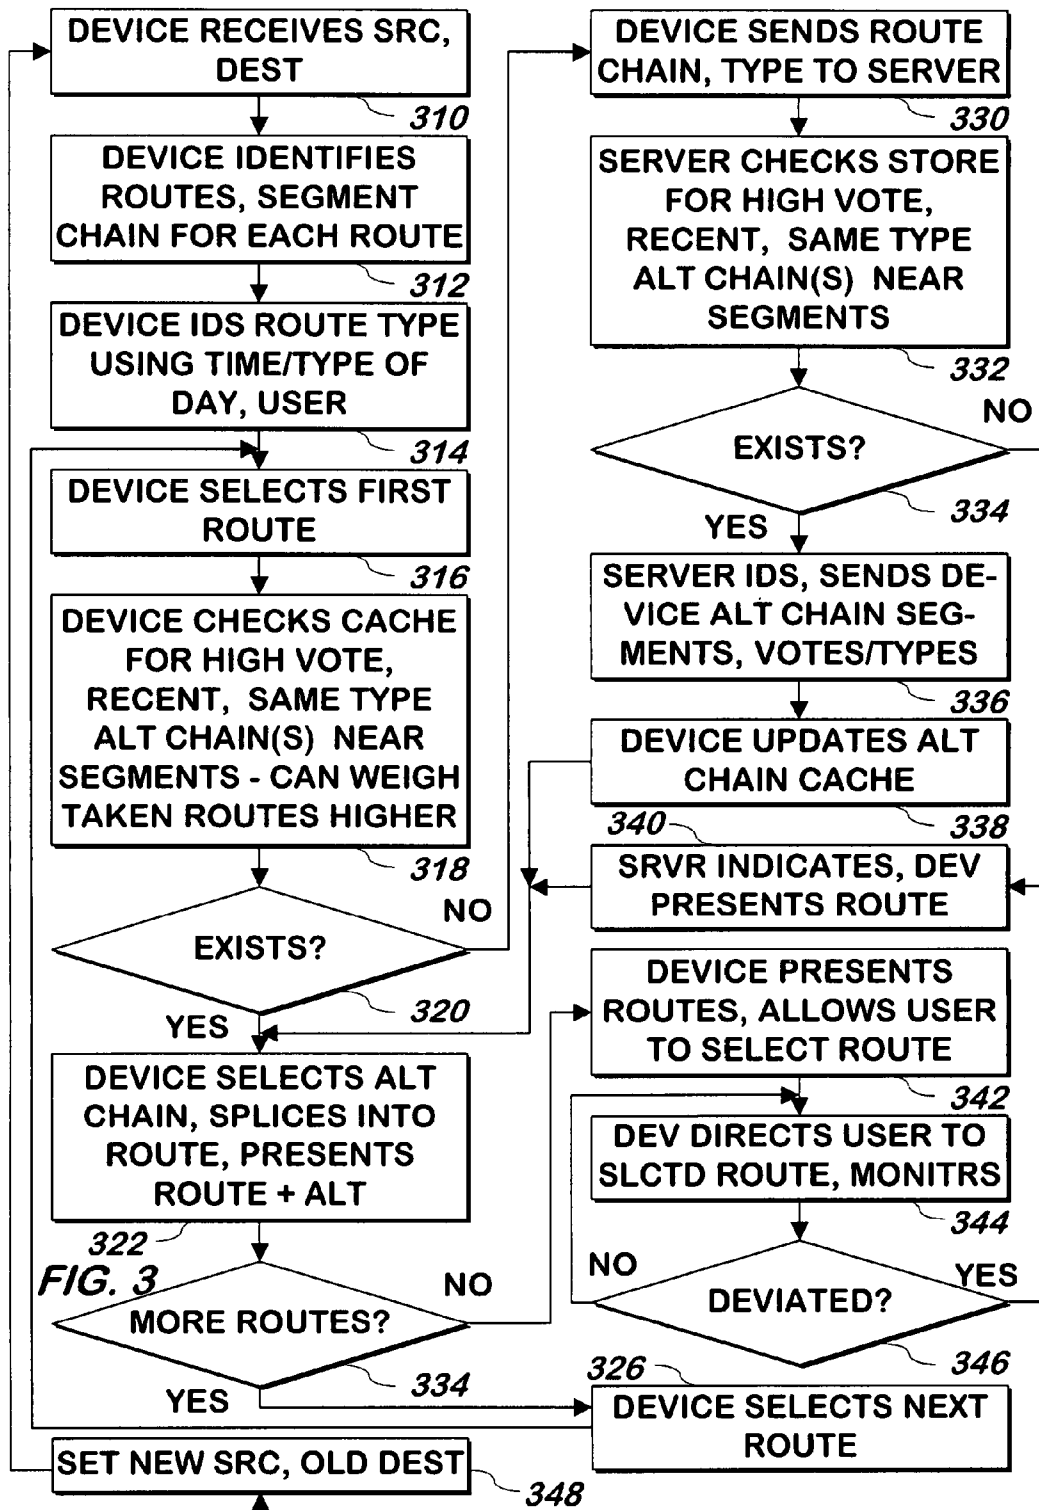 DEVICE RECEIVES SRC,
DEST
310
DEVICE IDENTIFIES
ROUTES, SEGMENT
CHAIN FOR EACH ROUTE
312
DEVICE IDS ROUTE TYPE
USING TIME/TYPE OF
DAY, USER
314
DEVICE SELECTS FIRST
ROUTE
316
DEVICE CHECKS CACHE
FOR HIGH VOTE,
RECENT, SAME TYPE
ALT CHAIN(S) NEAR
SEGMENTS - CAN WEIGH
TAKEN ROUTES HIGHER
318
EXISTS?
NO
320
YES
DEVICE SELECTS ALT
CHAIN, SPLICES INTO
ROUTE, PRESENTS
ROUTE + ALT
322
FIG. 3
MORE ROUTES?
NO
334
YES
SET NEW SRC, OLD DEST
348
DEVICE SENDS ROUTE
CHAIN, TYPE TO SERVER
330
SERVER CHECKS STORE
FOR HIGH VOTE,
RECENT, SAME TYPE
ALT CHAIN(S) NEAR
SEGMENTS
332
EXISTS?
NO
334
YES
SERVER IDS, SENDS DE-
VICE ALT CHAIN SEG-
MENTS, VOTES/TYPES
336
DEVICE UPDATES ALT
CHAIN CACHE
338
340
SRVR INDICATES, DEV
PRESENTS ROUTE
DEVICE PRESENTS
ROUTES, ALLOWS USER
TO SELECT ROUTE
342
DEV DIRECTS USER TO
SLCTD ROUTE, MONITRS
344
NO
DEVIATED?
YES
346
326
DEVICE SELECTS NEXT
ROUTE